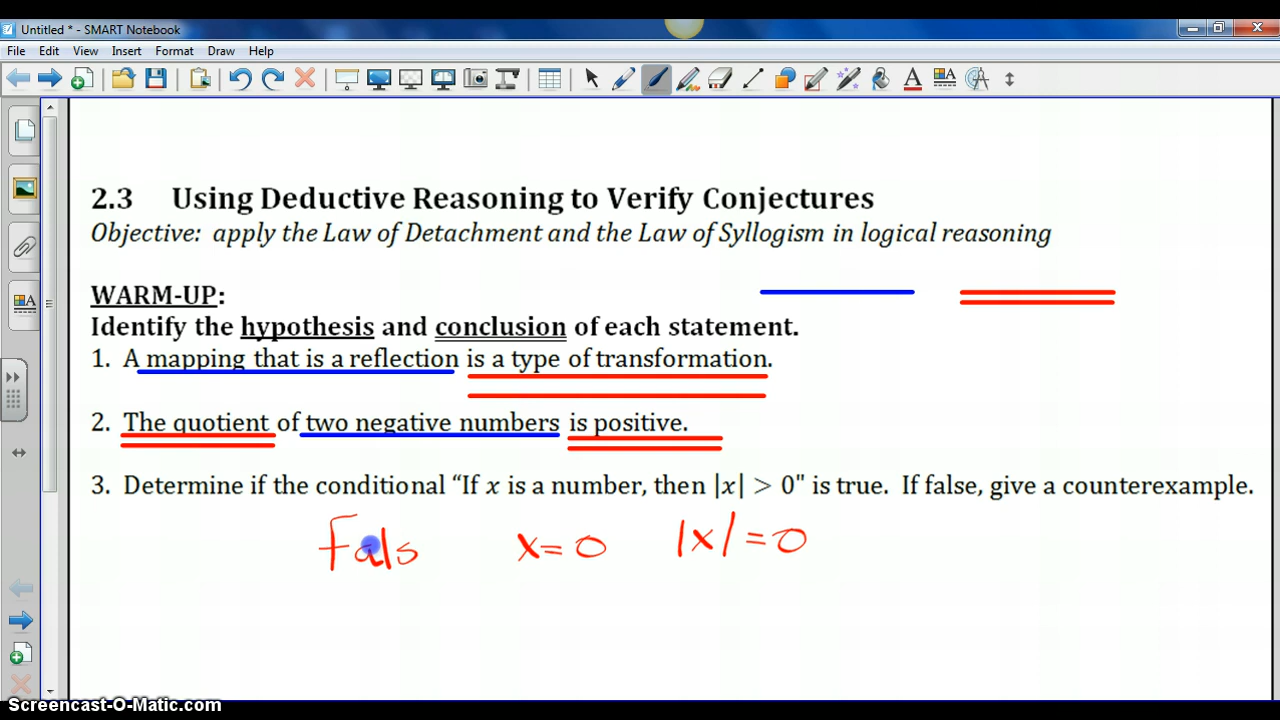 Untitled * - SMART Notebook
File Edit View Insert Format Draw Help
2.3 Using Deductive Reasoning to Verify Conjectures
Objective: apply the Law of Detachment and the Law of Syllogism in logical reasoning
WARM-UP:
Identify the hypothesis and conclusion of each statement.
1. A mapping that is a reflection is a type of transformation.
2. The quotient of two negative numbers is positive.
3. Determine if the conditional “If x is a number, then |x| > 0" is true. If false, give a counterexample.
Fals x = 0 |x| = 0
Screencast-O-Matic.com